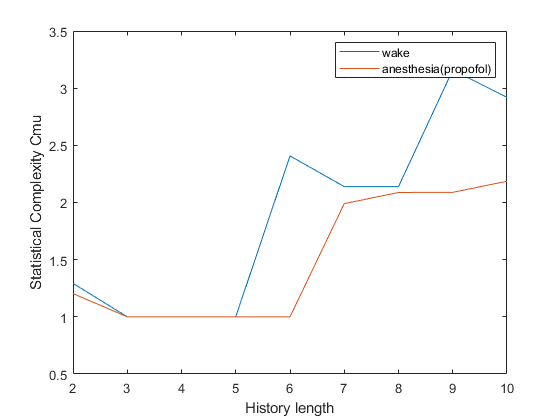 3.5
3
2.5
2
1.5
1
0.5
Statistical Complexity Cmu
wake
anesthesia(propofol)
2 3 4 5 6 7 8 9 10
History length